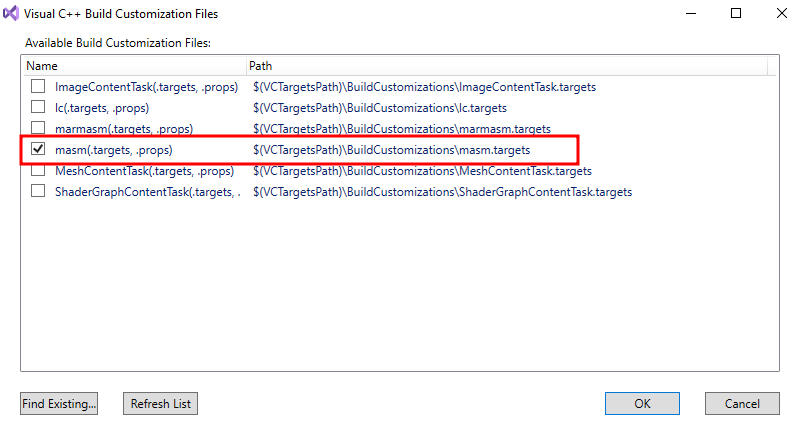 Visual C++ Build Customization Files
Available Build Customization Files:
Name Path
ImageContentTask(.targets, .props) $(VCTargetsPath)\BuildCustomizations\ImageContentTask.targets
lc(.targets, .props) $(VCTargetsPath)\BuildCustomizations\lc.targets
marmasm(.targets, .props) $(VCTargetsPath)\BuildCustomizations\marmasm.targets
masm(.targets, .props) $(VCTargetsPath)\BuildCustomizations\masm.targets
MeshContentTask(.targets, .props) $(VCTargetsPath)\BuildCustomizations\MeshContentTask.targets
ShaderGraphContentTask(.targets, . $(VCTargetsPath)\BuildCustomizations\ShaderGraphContentTask.targets
Find Existing... Refresh List OK Cancel